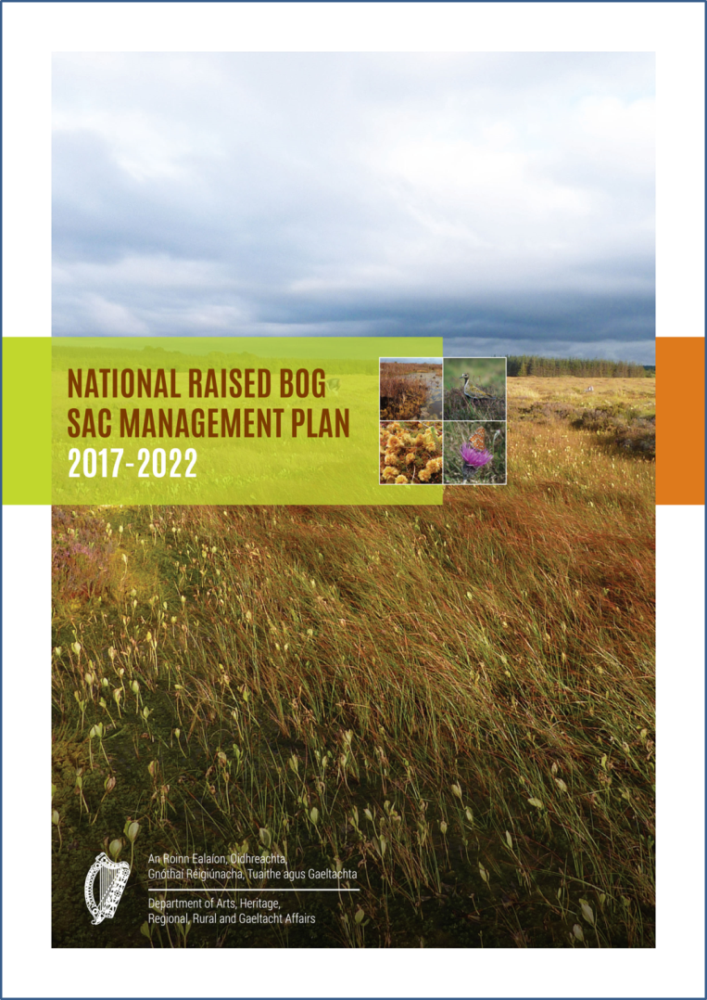 NATIONAL RAISED BOG
SAC MANAGEMENT PLAN
2017-2022
An Roinn Ealaíon, Oidhreachta,
Gnóthaí Réigiúnacha, Tuaithe agus Gaeltachta
Department of Arts, Heritage,
Regional, Rural and Gaeltacht Affairs